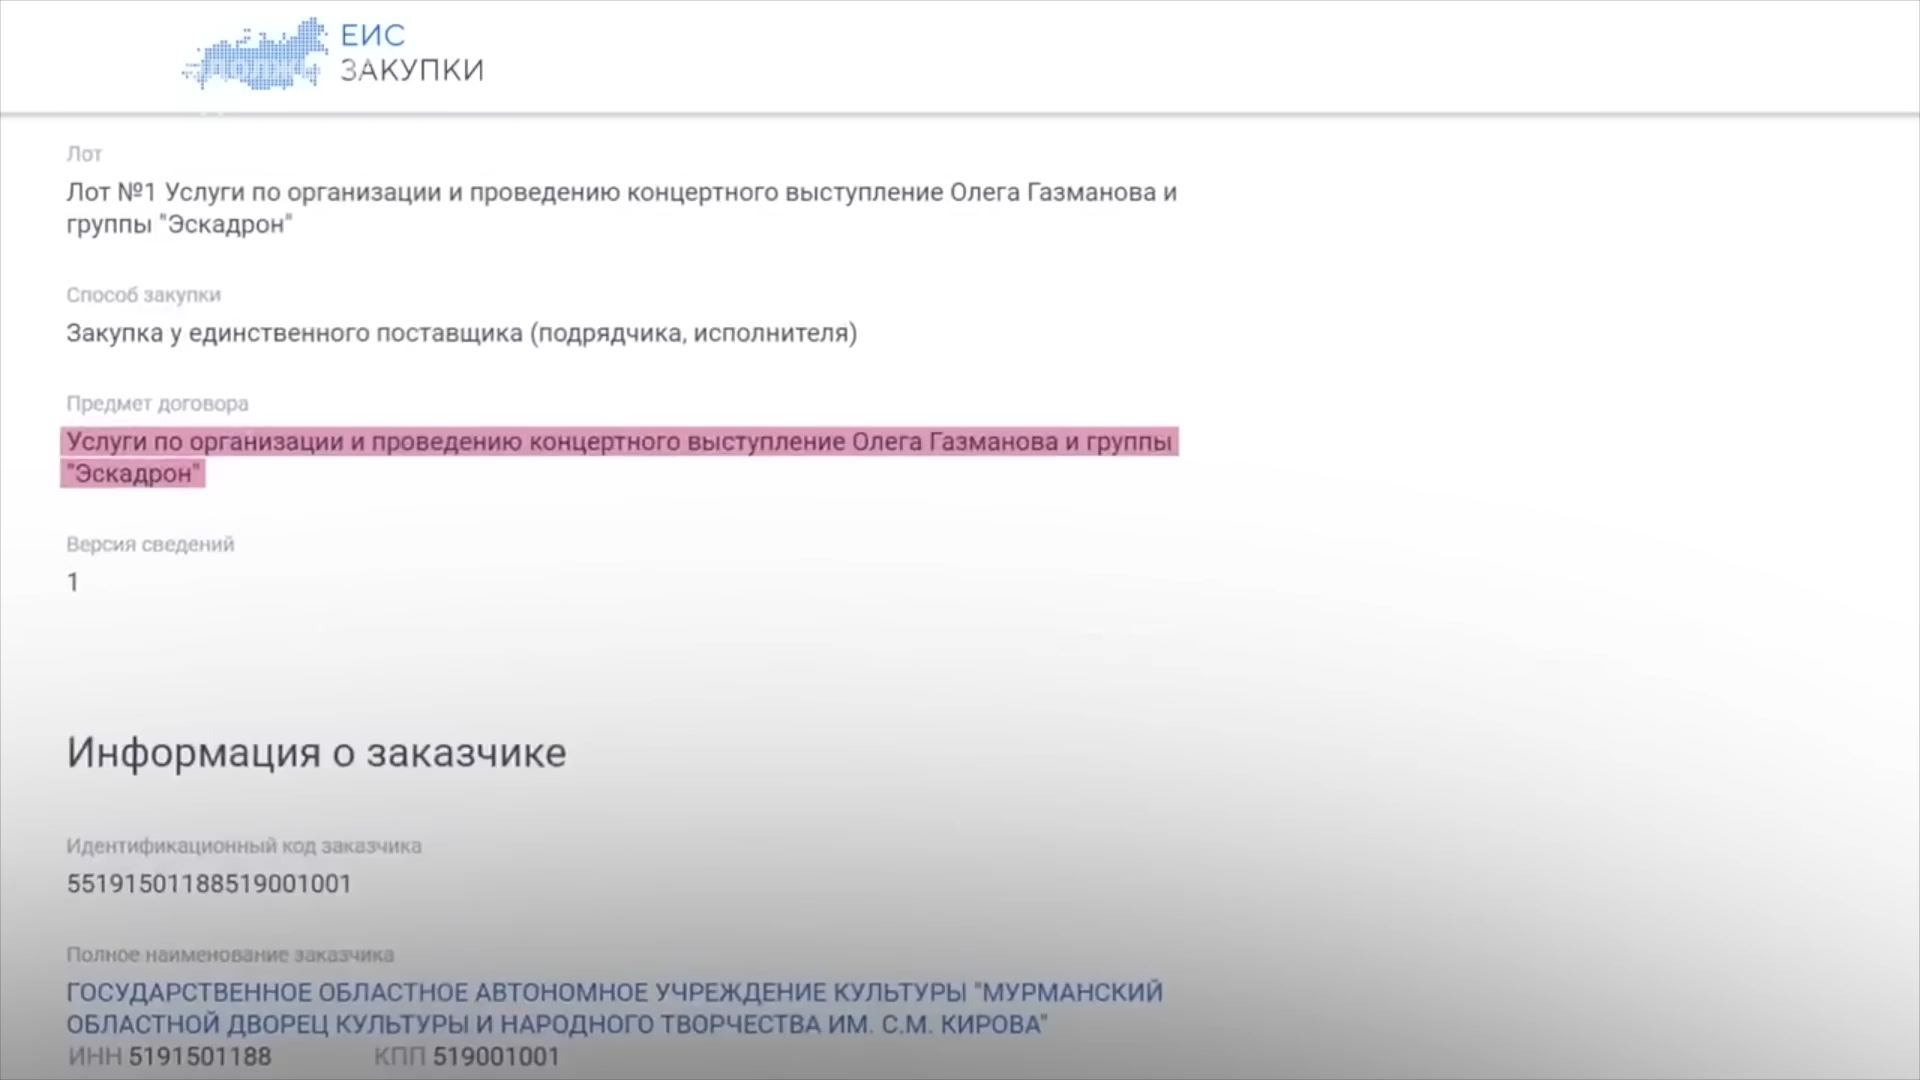 ЕИС
ЗАКУПКИ
Лот
Лот №1 Услуги по организации и проведению концертного выступление Олега Газманова и
группы "Эскадрон"
Способ закупки
Закупка у единственного поставщика (подрядчика, исполнителя)
Предмет договора
Услуги по организации и проведению концертного выступление Олега Газманова и группы
"Эскадрон"
Версия сведений
1
Информация о заказчике
Идентификационный код заказчика
55191501188519001001
Полное наименование заказчика
ГОСУДАРСТВЕННОЕ ОБЛАСТНОЕ АВТОНОМНОЕ УЧРЕЖДЕНИЕ КУЛЬТУРЫ "МУРМАНСКИЙ
ОБЛАСТНОЙ ДВОРЕЦ КУЛЬТУРЫ И НАРОДНОГО ТВОРЧЕСТВА ИМ. С.М. КИРОВА"
ИНН 5191501188 КПП 519001001